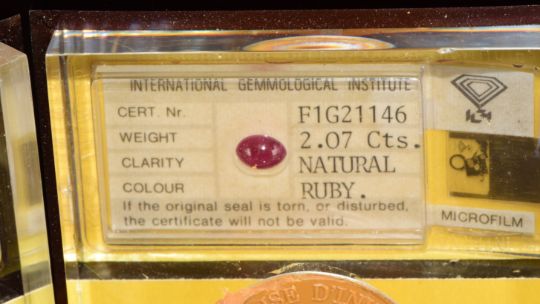 INTERNATIONAL GEMMOLOGICAL INSTITUTE
CERT. Nr. F1G21146
WEIGHT 2.07 Cts.
CLARITY NATURAL
COLOUR RUBY.
If the original seal is torn, or disturbed,
the certificate will not be valid.
IGI
MICROFILM